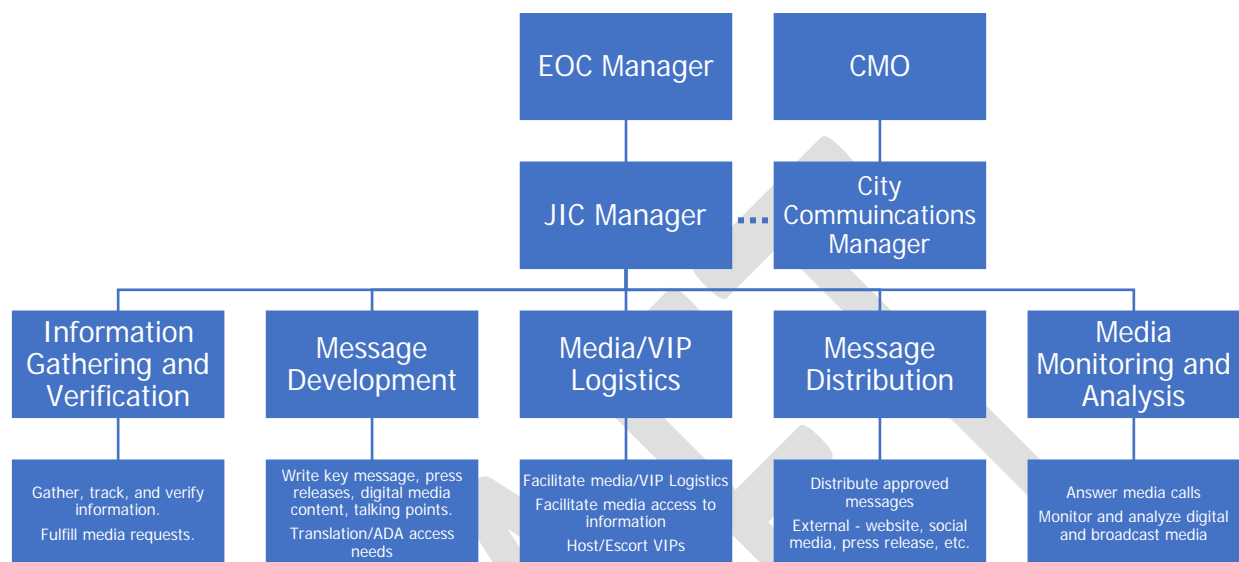 EOC Manager
CMO
JIC Manager
City
Commuincations
Manager
Information
Gathering and
Verification
Message
Development
Media/VIP
Logistics
Message
Distribution
Media
Monitoring and
Analysis
Gather, track, and verify
information.
Fulfill media requests.
Write key message, press
releases, digital media
content, talking points.
Translation/ADA access
needs
Facilitate media/VIP Logistics
Facilitate media access to
information
Host/Escort VIPs
Distribute approved
messages
External - website, social
media, press release, etc.
Answer media calls
Monitor and analyze digital
and broadcast media